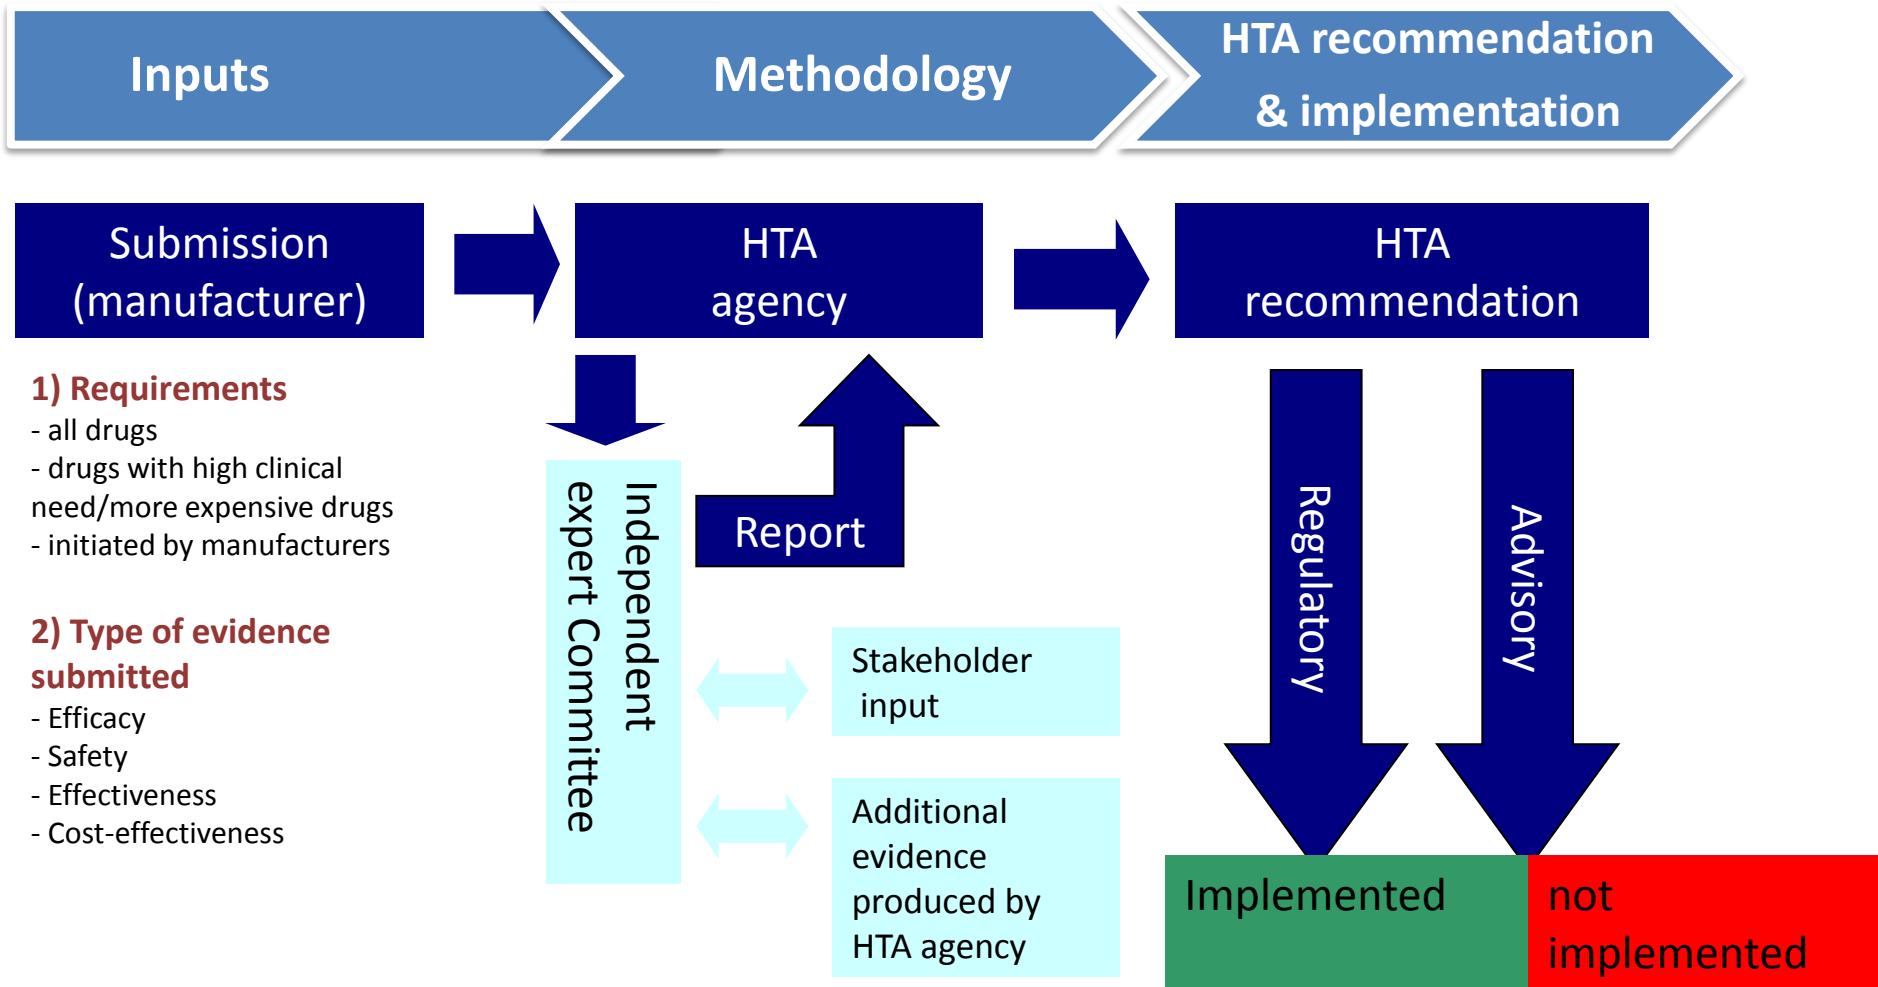 Inputs
Methodology
HTA recommendation
& implementation
Submission
(manufacturer)
HTA
agency
HTA
recommendation
1) Requirements
- all drugs
- drugs with high clinical
need/more expensive drugs
- initiated by manufacturers
2) Type of evidence
submitted
- Efficacy
- Safety
- Effectiveness
- Cost-effectiveness
Independent
expert Committee
Report
Stakeholder
input
Additional
evidence
produced by
HTA agency
Regulatory
Advisory
Implemented
not
implemented